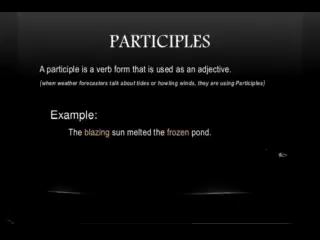 PARTICIPLES
A participle is a verb form that is used as an adjective.
(when weather forecasters talk about tides or howling winds, they are using Participles)
Example:
The blazing sun melted the frozen pond.